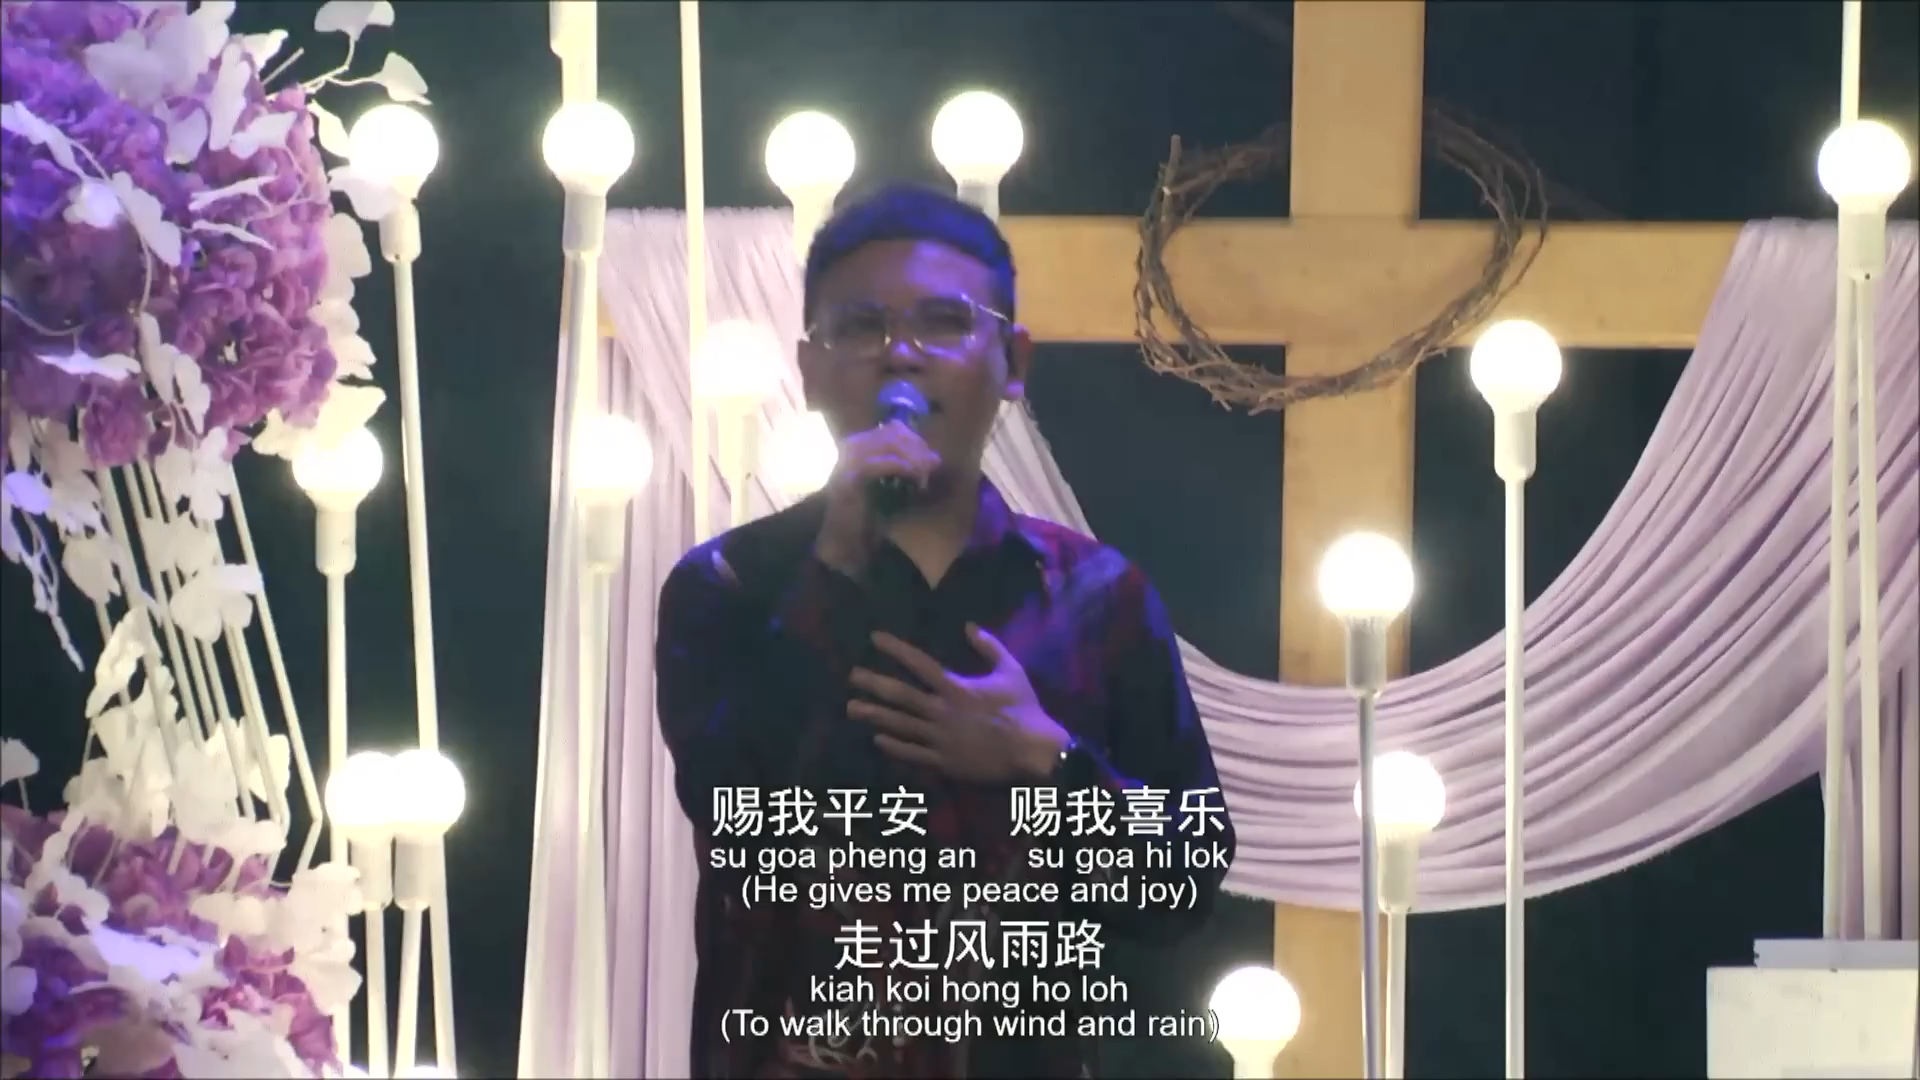 赐我平安 赐我喜乐
su goa pheng an su goa hi lok
(He gives me peace and joy)
走过风雨路
kiah koi hong ho loh
(To walk through wind and rain)